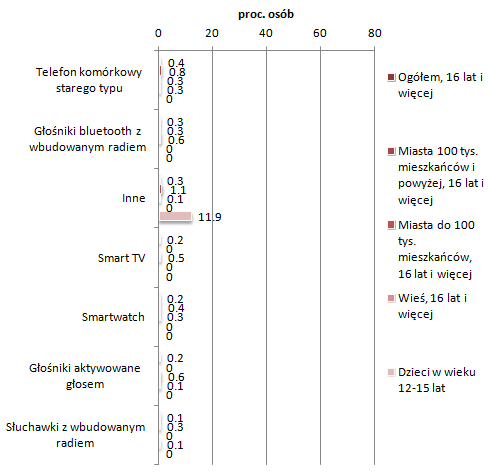 proc. osób
0 20 40 60 80
Telefon komórkowy
starego typu
0.4
0.8
0.3
0.3
0
Głośniki bluetooth z
wbudowanym radiem
0.3
0.3
0.6
0
0
Inne
0.3
1.1
0.1
0
11.9
Smart TV
0.2
0
0.5
0
0
Smartwatch
0.2
0.4
0.3
0
0
Głośniki aktywowane
głosem
0.2
0
0.6
0.1
0
Słuchawki z wbudowanym
radiem
0.1
0.3
0
0.1
0
Ogółem, 16 lat i
więcej
Miasta 100 tys.
mieszkańców i
powyżej, 16 lat i
więcej
Miasta do 100
tys.
mieszkańców,
16 lat i więcej
Wieś, 16 lat i
więcej
Dzieci w wieku
12-15 lat